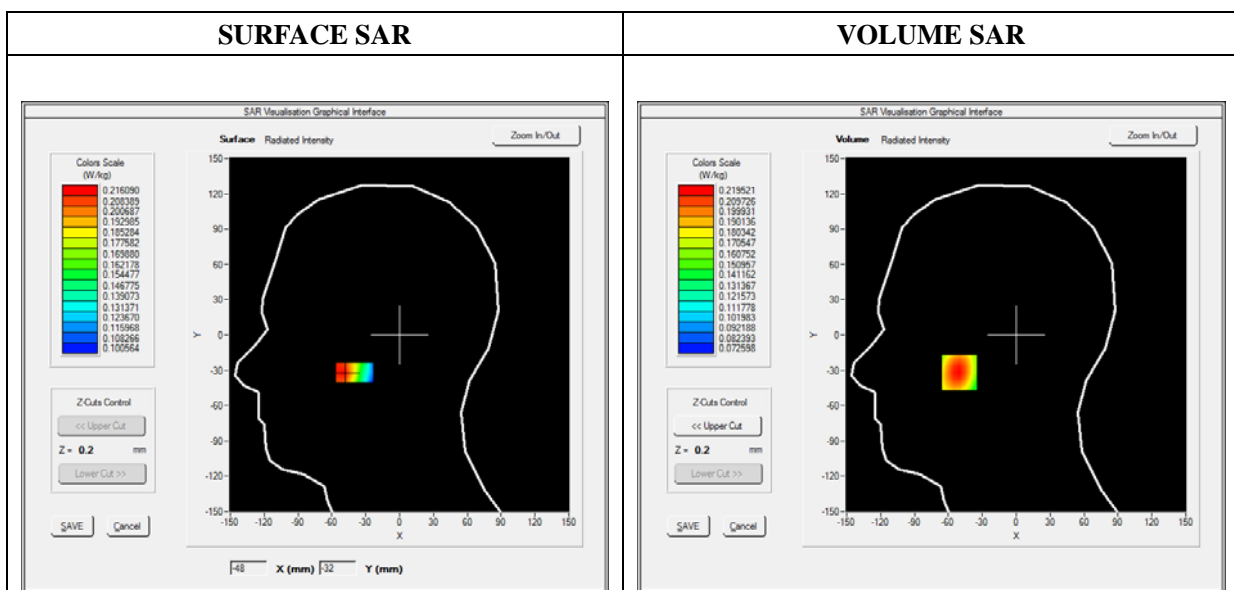 SURFACE SAR
VOLUME SAR
SAR Visualisation Graphical Interface
Surface Radiated Intensity
Zoom In/Out
Colors Scale
(W/kg)
0.216090
0.208389
0.200687
0.192985
0.185284
0.177582
0.169880
0.162178
0.154477
0.146775
0.139073
0.131371
0.123670
0.115968
0.108266
0.100564
Z-Cuts Control
<< Upper Cut
Z = 0.2 mm
Lower Cut >>
SAVE Cancel
150
120
90
60
30
0
-30
-60
-90
-120
-150
Y
-150 -120 -90 -60 -30 0 30 60 90 120 150
X
-48 X (mm) -32 Y (mm)
SAR Visualisation Graphical Interface
Volume Radiated Intensity
Zoom In/Out
Colors Scale
(W/kg)
0.219521
0.209726
0.199931
0.190136
0.180342
0.170547
0.160752
0.150957
0.141162
0.131367
0.121573
0.111778
0.101983
0.092188
0.082393
0.072598
Z-Cuts Control
<< Upper Cut
Z = 0.2 mm
Lower Cut >>
SAVE Cancel
150
120
90
60
30
0
-30
-60
-90
-120
-150
Y
-150 -120 -90 -60 -30 0 30 60 90 120 150
X